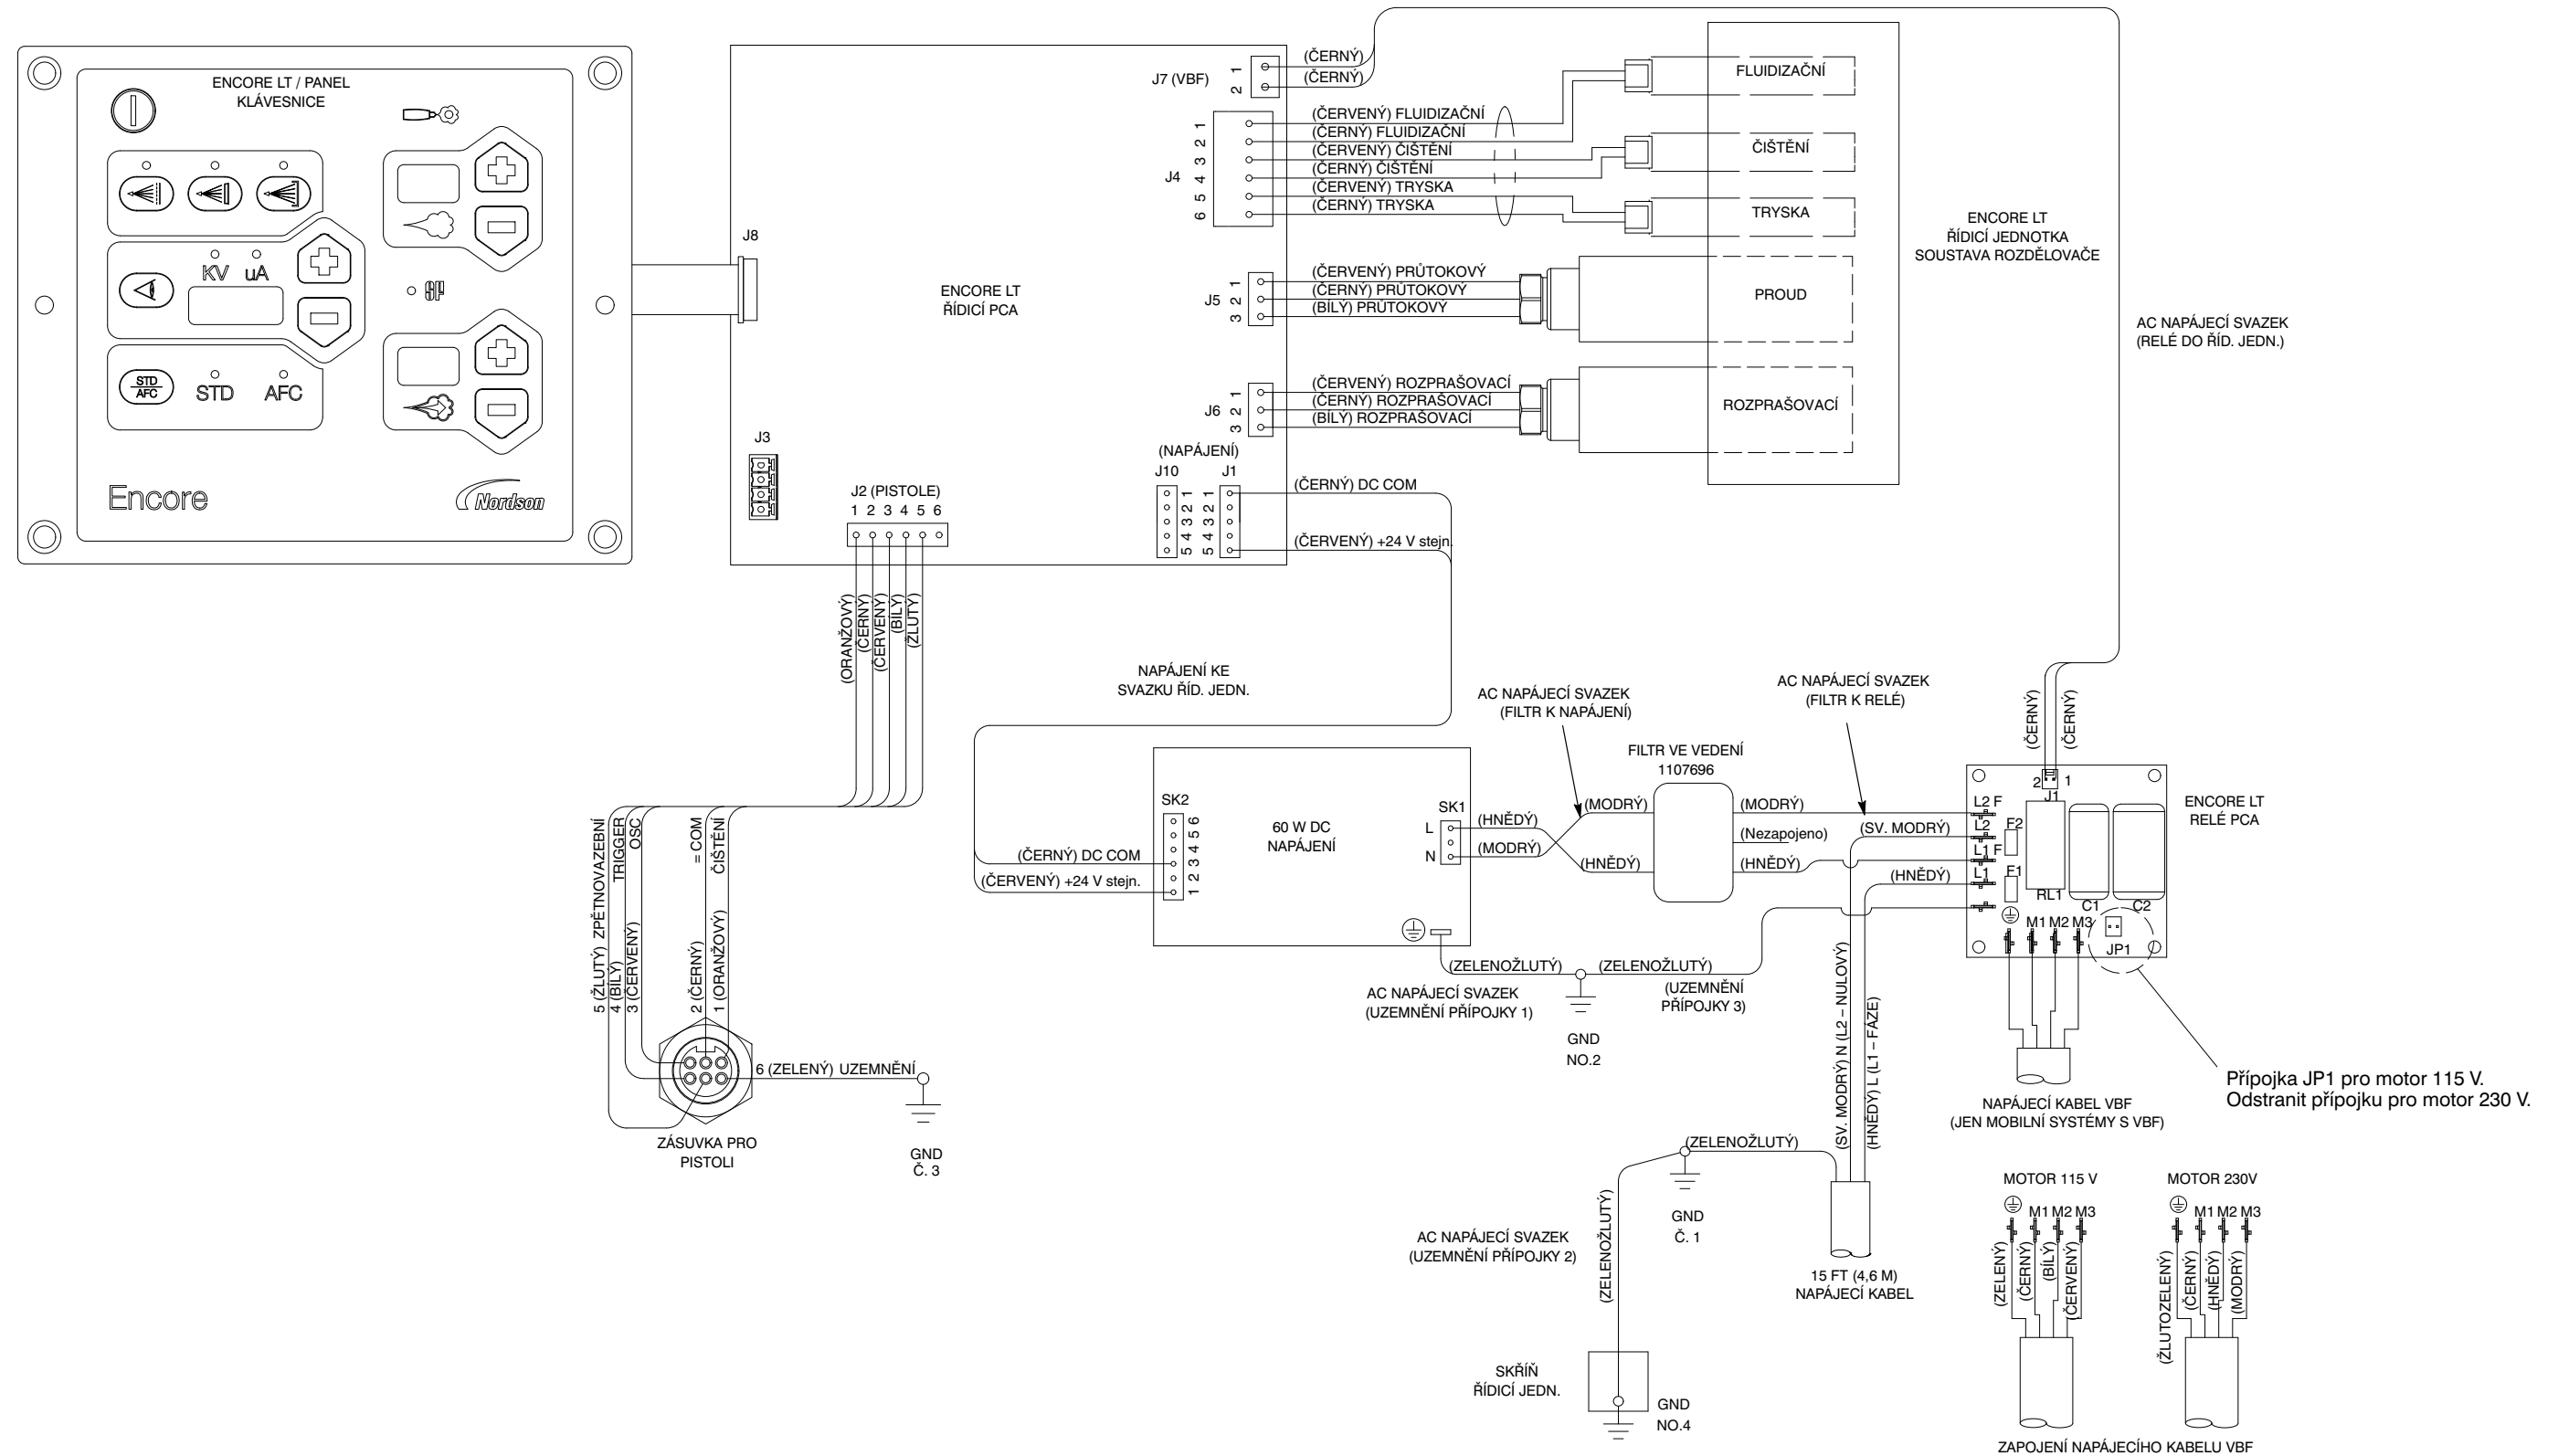 ENCORE LT / PANEL
KLÁVESNICE
KV uA
SP
STD
AFC
STD AFC
Encore
Nordson
J8
J3
ENCORE LT
ŘÍDICÍ PCA
J2 (PISTOLE)
1 2 3 4 5 6
(ORANŽOVÝ)
(ČERNÝ)
(ČERVENÝ)
(BÍLÝ)
(ŽLUTÝ)
J7 (VBF)
1
2
(ČERNÝ)
(ČERNÝ)
J4
1
2
3
4
5
6
(ČERVENÝ) FLUIDIZAČNÍ
(ČERNÝ) FLUIDIZAČNÍ
(ČERVENÝ) ČIŠTĚNÍ
(ČERNÝ) ČIŠTĚNÍ
(ČERVENÝ) TRYSKA
(ČERNÝ) TRYSKA
J5
1
2
3
(ČERVENÝ) PRŮTOKOVÝ
(ČERNÝ) PRŮTOKOVÝ
(BÍLÝ) PRŮTOKOVÝ
J6
1
2
3
(ČERVENÝ) ROZPRAŠOVACÍ
(ČERNÝ) ROZPRAŠOVACÍ
(BÍLÝ) ROZPRAŠOVACÍ
(NAPÁJENÍ)
J10
J1
5 4 3 2 1
5 4 3 2 1
(ČERNÝ) DC COM
(ČERVENÝ) +24 V stejn.
FLUIDIZAČNÍ
ČIŠTĚNÍ
TRYSKA
PROUD
ROZPRAŠOVACÍ
ENCORE LT
ŘÍDICÍ JEDNOTKA
SOUSTAVA ROZDĚLOVAČE
AC NAPÁJECÍ SVAZEK
(RELÉ DO ŘÍD. JEDN.)
NAPÁJENÍ KE
SVAZKU ŘÍD. JEDN.
AC NAPÁJECÍ SVAZEK
(FILTR K NAPÁJENÍ)
AC NAPÁJECÍ SVAZEK
(FILTR K RELÉ)
FILTR VE VEDENÍ
1107696
SK2
1 2 3 4 5 6
(ČERNÝ) DC COM
(ČERVENÝ) +24 V stejn.
60 W DC
NAPÁJENÍ
SK1
L
N
(HNĚDÝ)
(MODRÝ)
(MODRÝ)
(HNĚDÝ)
(MODRÝ)
(Nezapojeno)
(HNĚDÝ)
(SV. MODRÝ)
(HNĚDÝ)
(ČERNÝ)
(ČERNÝ)
2 1
J1
L2 F
L2
L1 F
L1
F2
F1
RL1
C1
C2
M1 M2 M3
JP1
ENCORE LT
RELÉ PCA
(ZELENOŽLUTÝ)
(ZELENOŽLUTÝ)
AC NAPÁJECÍ SVAZEK
(UZEMNĚNÍ PŘÍPOJKY 1)
(UZEMNĚNÍ
PŘÍPOJKY 3)
GND
NO.2
(SV. MODRÝ) N (L2 – NULOVÝ)
(HNĚDÝ) L (L1 – FÁZE)
Přípojka JP1 pro motor 115 V.
Odstranit přípojku pro motor 230 V.
NAPÁJECÍ KABEL VBF
(JEN MOBILNÍ SYSTÉMY S VBF)
5 (ŽLUTÝ) ZPĚTNOVAZEBNÍ
4 (BÍLÝ) TRIGGER
3 (ČERVENÝ) OSC
2 (ČERNÝ) = COM
1 (ORANŽOVÝ) ČIŠTĚNÍ
6 (ZELENÝ) UZEMNĚNÍ
ZÁSUVKA PRO
PISTOLI
GND
Č. 3
(ZELENOŽLUTÝ)
GND
Č. 1
AC NAPÁJECÍ SVAZEK
(UZEMNĚNÍ PŘÍPOJKY 2)
(ZELENOŽLUTÝ)
15 FT (4,6 M)
NAPÁJECÍ KABEL
SKŘÍŇ
ŘÍDICÍ JEDN.
GND
NO.4
MOTOR 115 V
M1 M2 M3
(ZELENÝ)
(ČERNÝ)
(BÍLÝ)
(ČERVENÝ)
MOTOR 230V
M1 M2 M3
(ŽLUTOZELENÝ)
(ČERNÝ)
(HNĚDÝ)
(MODRÝ)
ZAPOJENÍ NAPÁJECÍHO KABELU VBF